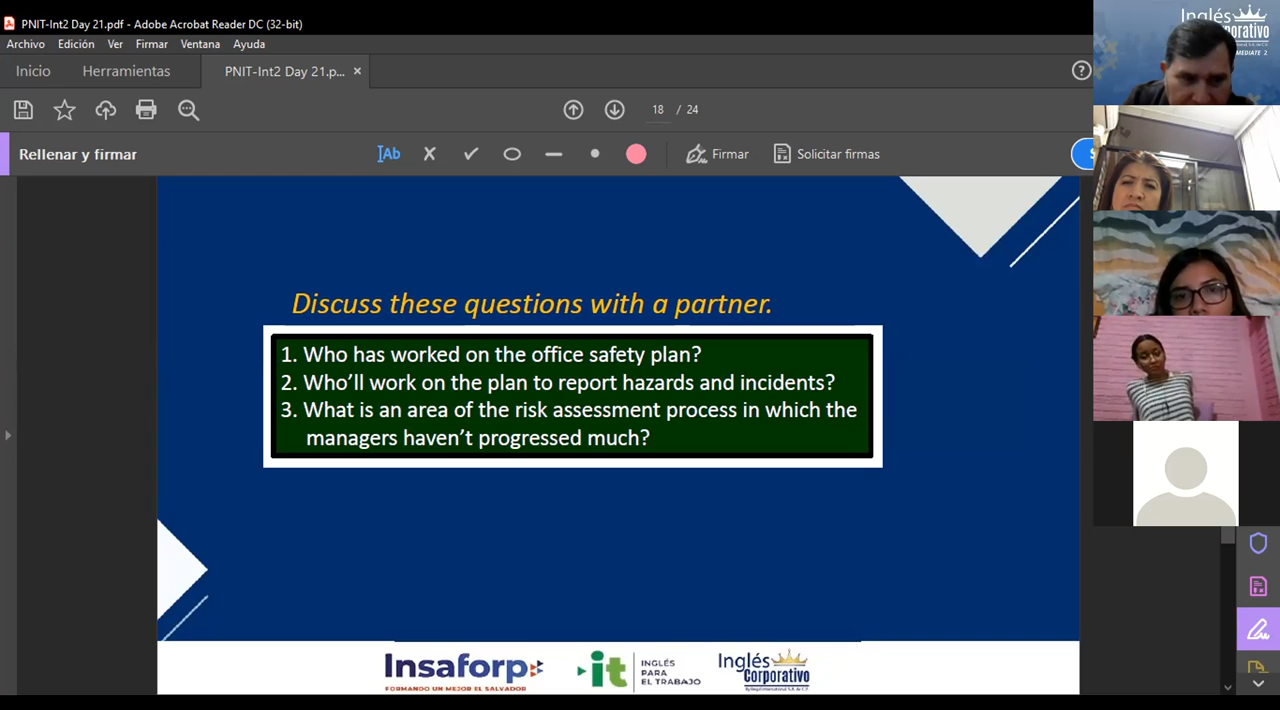 PNIT-Int2 Day 21.pdf - Adobe Acrobat Reader DC (32-bit)
Archivo Edición Ver Firmar Ventana Ayuda
Inicio Herramientas PNIT-Int2 Day 21.p... ×
18 / 24
Rellenar y firmar
Ab
Firmar
Solicitar firmas
Inglés
Corporativo
Discuss these questions with a partner.
1. Who has worked on the office safety plan?
2. Who'll work on the plan to report hazards and incidents?
3. What is an area of the risk assessment process in which the
managers haven't progressed much?
Insaforp
FORMANDO UN MEJOR EL SALVADOR
it
INGLÉS
PARA
EL TRABAJO
Inglés
Corporativo